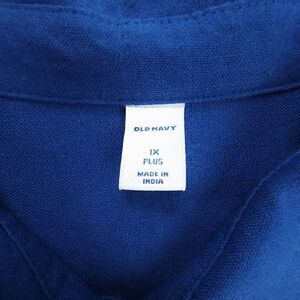 OLD NAVY
1X
PLUS
MADE IN
INDIA